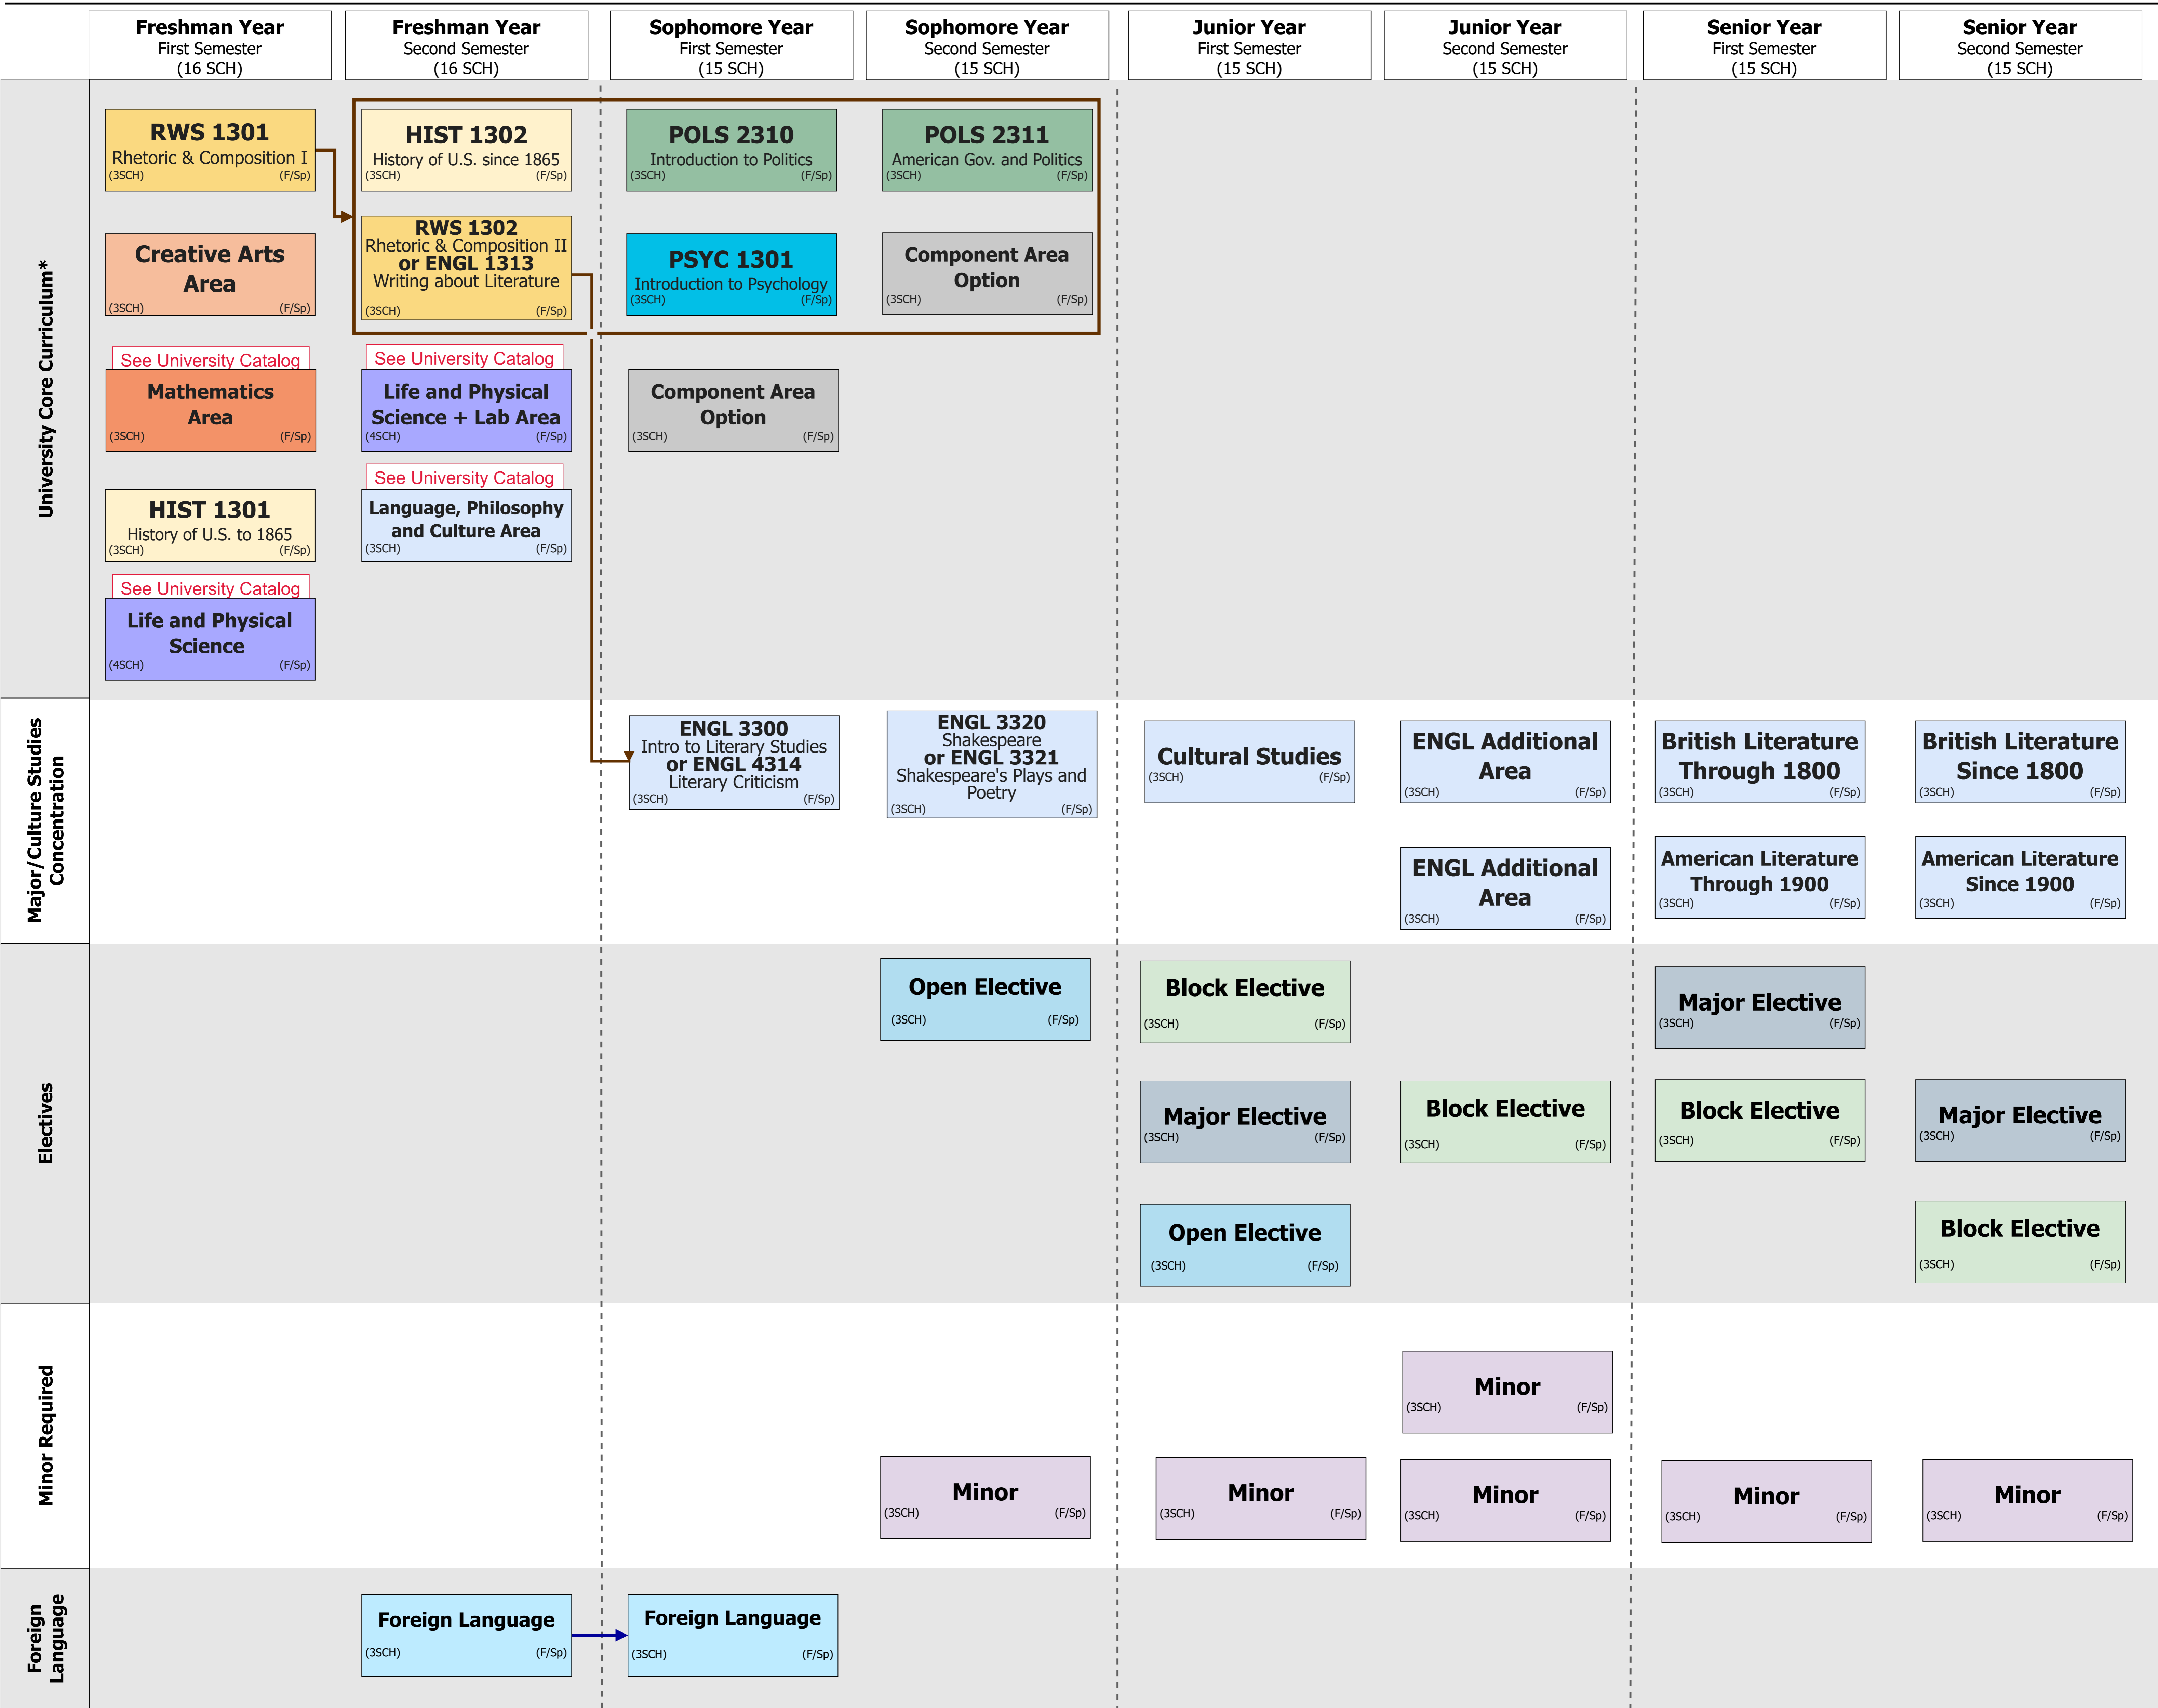 Freshman Year
First Semester
(16 SCH)
Freshman Year
Second Semester
(16 SCH)
Sophomore Year
First Semester
(15 SCH)
Sophomore Year
Second Semester
(15 SCH)
Junior Year
First Semester
(15 SCH)
Junior Year
Second Semester
(15 SCH)
Senior Year
First Semester
(15 SCH)
Senior Year
Second Semester
(15 SCH)
University Core Curriculum*
RWS 1301
Rhetoric & Composition I
(3SCH) (F/Sp)
HIST 1302
History of U.S. since 1865
(3SCH) (F/Sp)
POLS 2310
Introduction to Politics
(3SCH) (F/Sp)
POLS 2311
American Gov. and Politics
(3SCH) (F/Sp)
Creative Arts
Area
(3SCH) (F/Sp)
RWS 1302
Rhetoric & Composition II
or ENGL 1313
Writing about Literature
(3SCH) (F/Sp)
PSYC 1301
Introduction to Psychology
(3SCH) (F/Sp)
Component Area
Option
(3SCH) (F/Sp)
See University Catalog
Mathematics
Area
(3SCH) (F/Sp)
See University Catalog
Life and Physical
Science + Lab Area
(4SCH) (F/Sp)
Component Area
Option
(3SCH) (F/Sp)
HIST 1301
History of U.S. to 1865
(3SCH) (F/Sp)
See University Catalog
Language, Philosophy
and Culture Area
(3SCH) (F/Sp)
See University Catalog
Life and Physical
Science
(4SCH) (F/Sp)
Major/Culture Studies
Concentration
ENGL 3300
Intro to Literary Studies
or ENGL 4314
Literary Criticism
(3SCH) (F/Sp)
ENGL 3320
Shakespeare
or ENGL 3321
Shakespeare's Plays and
Poetry
(3SCH) (F/Sp)
Cultural Studies
(3SCH) (F/Sp)
ENGL Additional
Area
(3SCH) (F/Sp)
British Literature
Through 1800
(3SCH) (F/Sp)
British Literature
Since 1800
(3SCH) (F/Sp)
ENGL Additional
Area
(3SCH) (F/Sp)
American Literature
Through 1900
(3SCH) (F/Sp)
American Literature
Since 1900
(3SCH) (F/Sp)
Electives
Open Elective
(3SCH) (F/Sp)
Block Elective
(3SCH) (F/Sp)
Major Elective
(3SCH) (F/Sp)
Major Elective
(3SCH) (F/Sp)
Block Elective
(3SCH) (F/Sp)
Block Elective
(3SCH) (F/Sp)
Major Elective
(3SCH) (F/Sp)
Open Elective
(3SCH) (F/Sp)
Block Elective
(3SCH) (F/Sp)
Minor Required
Minor
(3SCH) (F/Sp)
Minor
(3SCH) (F/Sp)
Minor
(3SCH) (F/Sp)
Minor
(3SCH) (F/Sp)
Minor
(3SCH) (F/Sp)
Minor
(3SCH) (F/Sp)
Foreign
Language
Foreign Language
(3SCH) (F/Sp)
Foreign Language
(3SCH) (F/Sp)